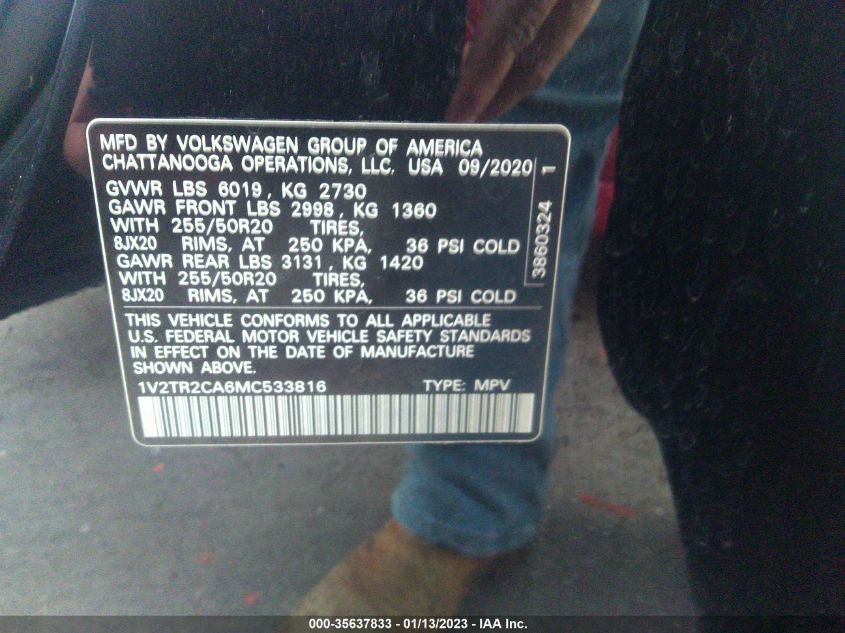 MFD BY VOLKSWAGEN GROUP OF AMERICA
CHATTANOOGA OPERATIONS, LLC. USA 09/2020
GVWR LBS 6019, KG 2730
GAWR FRONT LBS 2998, KG 1360
WITH 255/50R20 TIRES,
8JX20 RIMS, AT 250 KPA, 36 PSI COLD
GAWR REAR LBS 3131, KG 1420
WITH 255/50R20 TIRES,
8JX20 RIMS, AT 250 KPA, 36 PSI COLD
3860324 1
THIS VEHICLE CONFORMS TO ALL APPLICABLE
U.S. FEDERAL MOTOR VEHICLE SAFETY STANDARDS
IN EFFECT ON THE DATE OF MANUFACTURE
SHOWN ABOVE.
1V2TR2CA6MC533816 TYPE: MPV
000-35637833 - 01/13/2023 - IAA Inc.